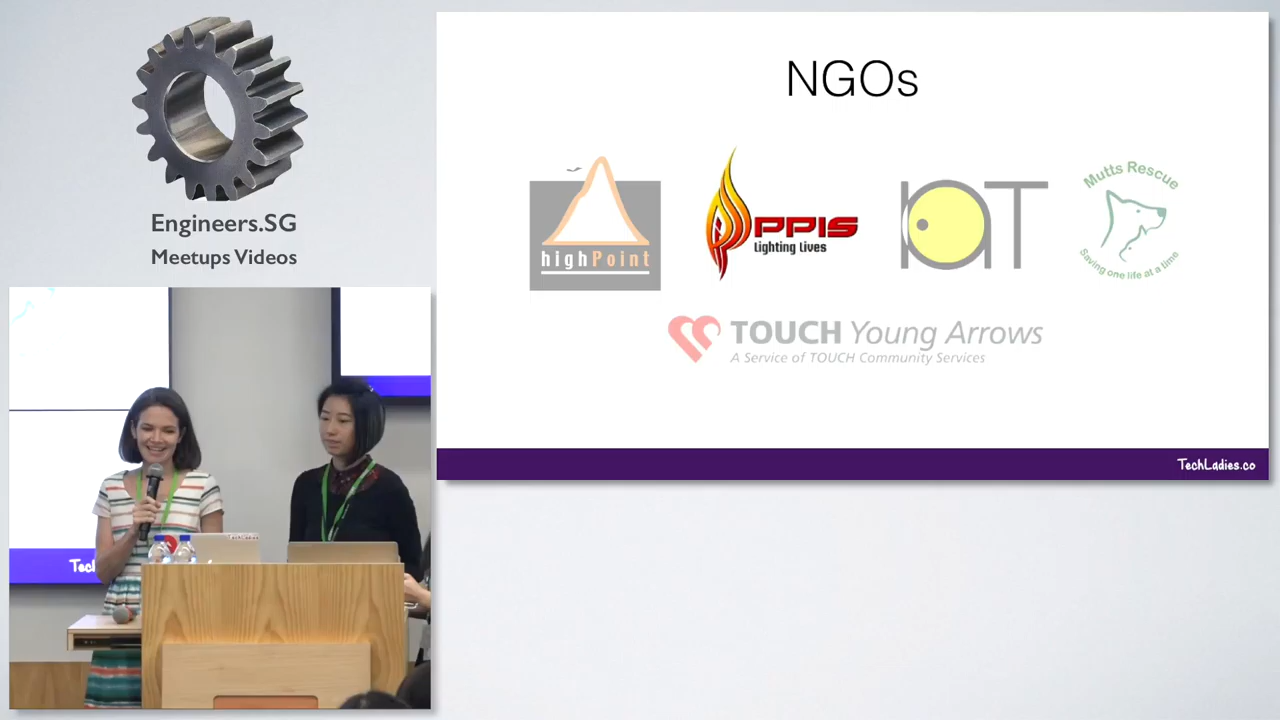 Engineers.SG
Meetups Videos
NGOs
highPoint
PPIS
Lighting Lives
Mutts Rescue
Saving one life at a time
TOUCH Young Arrows
A Service of TOUCH Community Services
TechLadies.co
TechLadies